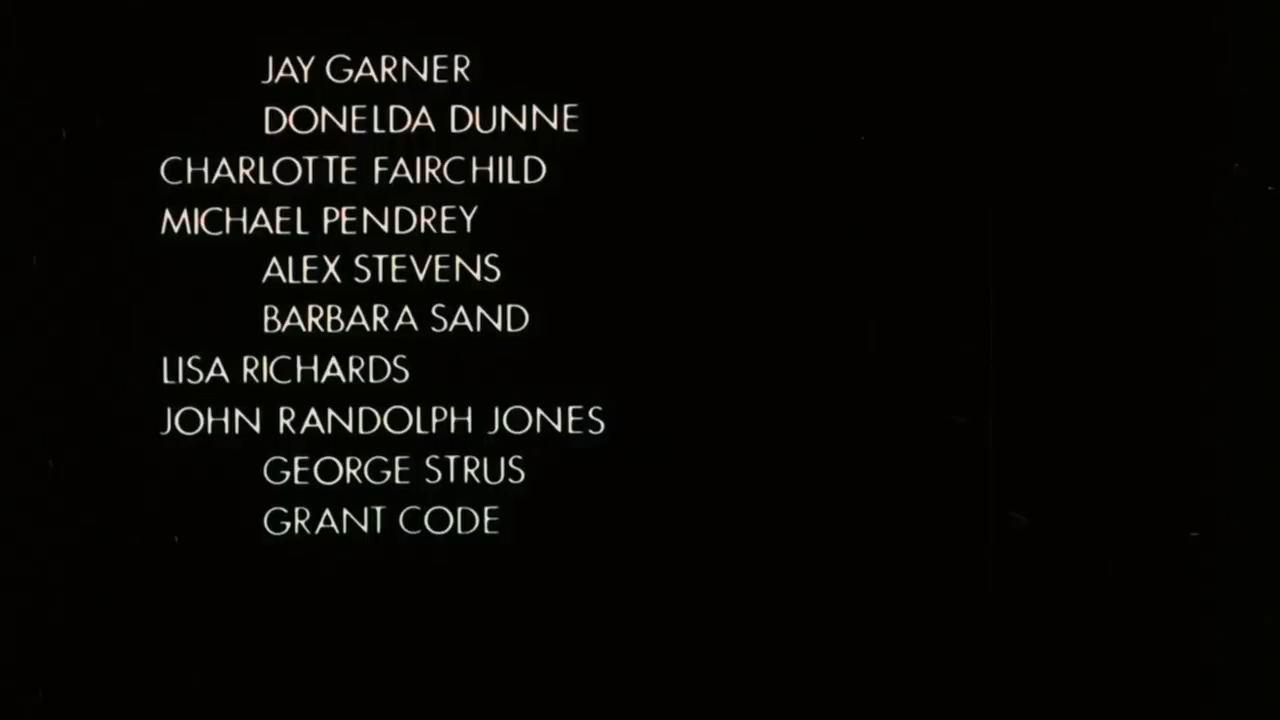 JAY GARNER
DONELDA DUNNE
CHARLOTTE FAIRCHILD
MICHAEL PENDREY
ALEX STEVENS
BARBARA SAND
LISA RICHARDS
JOHN RANDOLPH JONES
GEORGE STRUS
GRANT CODE